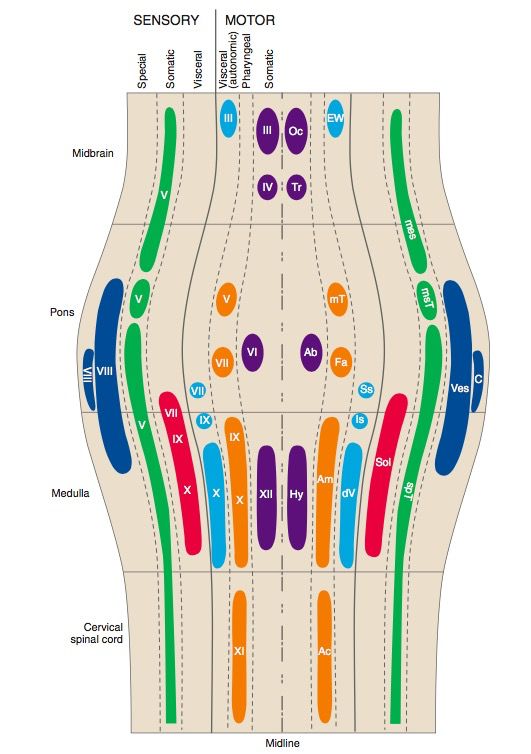 SENSORY MOTOR
Special
Somatic
Visceral
Visceral
(autonomic)
Pharyngeal
Somatic
III III Oc EW
Midbrain
IV Tr
V mes
Pons
V V mT msT
VI Ab
VII Fa
VIII VIII Ves C
VII Ss
VII IX IX Is
V IX Sol
Medulla
X X X XII Hy Am dV spT
Cervical
spinal cord
XI Ac
Midline